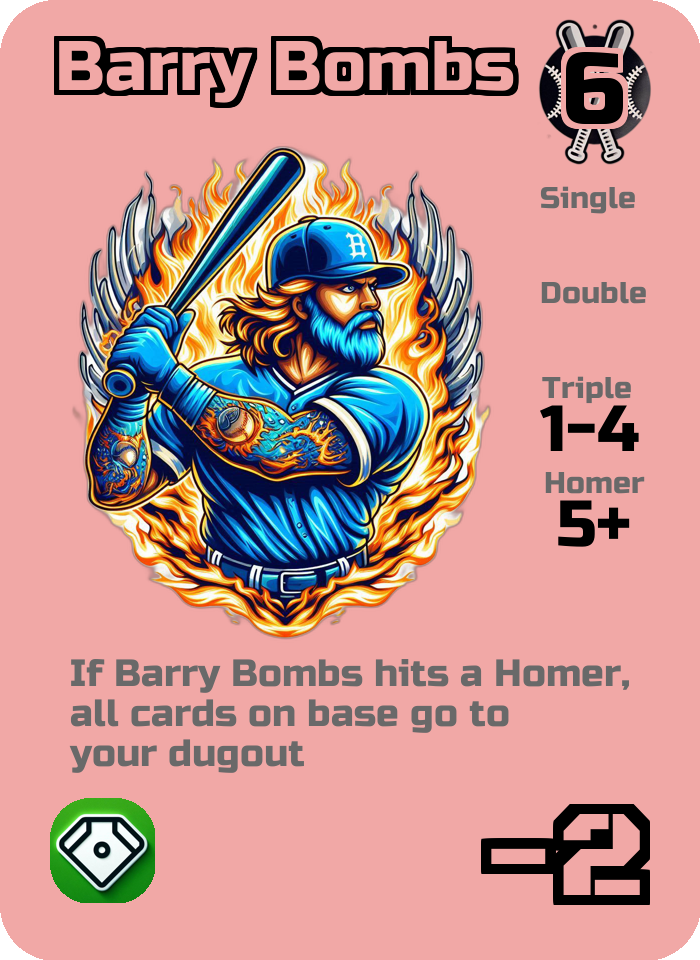 Barry Bombs
6
Single
Double
Triple
1-4
Homer
5+
B
If Barry Bombs hits a Homer,
all cards on base go to
your dugout
-2